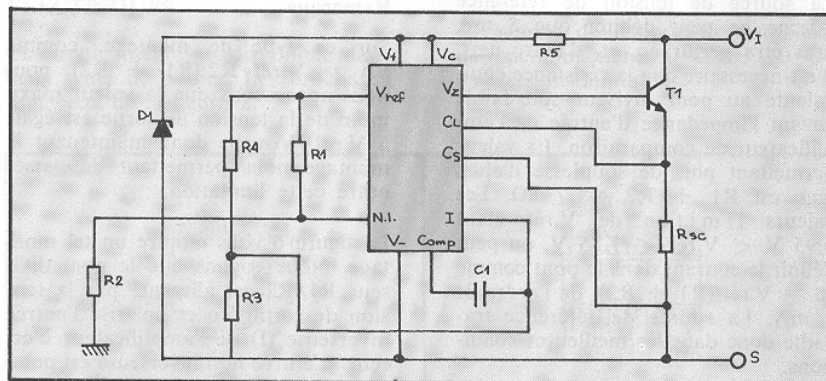 V+
Vc
R5
VI
Vref
Vz
T1
D1
CL
R4
R1
Cs
Rsc
N.I.
I
V-
Comp
R2
R3
C1
S